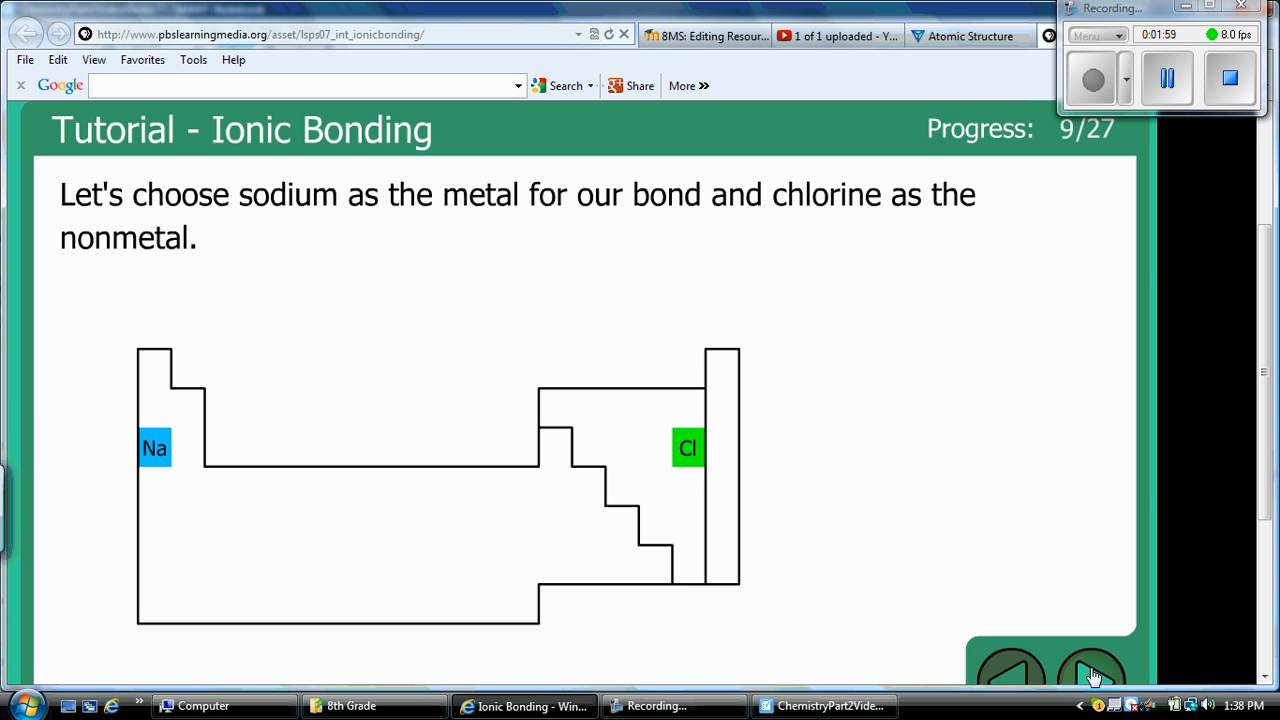 ChemistryPart2Video... SMART Notebook
Recording...
http://www.pbslearningmedia.org/asset/lsps07_int_ionicbonding/
8MS: Editing Resour...
1 of 1 uploaded - Y...
Atomic Structure
Menu
0:01:59
8.0 fps
File Edit View Favorites Tools Help
x Google Search Share More »
Tutorial - Ionic Bonding
Progress: 9/27
Let's choose sodium as the metal for our bond and chlorine as the
nonmetal.
Na
Cl
Computer
8th Grade
Ionic Bonding - Win...
Recording...
ChemistryPart2Vide...
1:38 PM